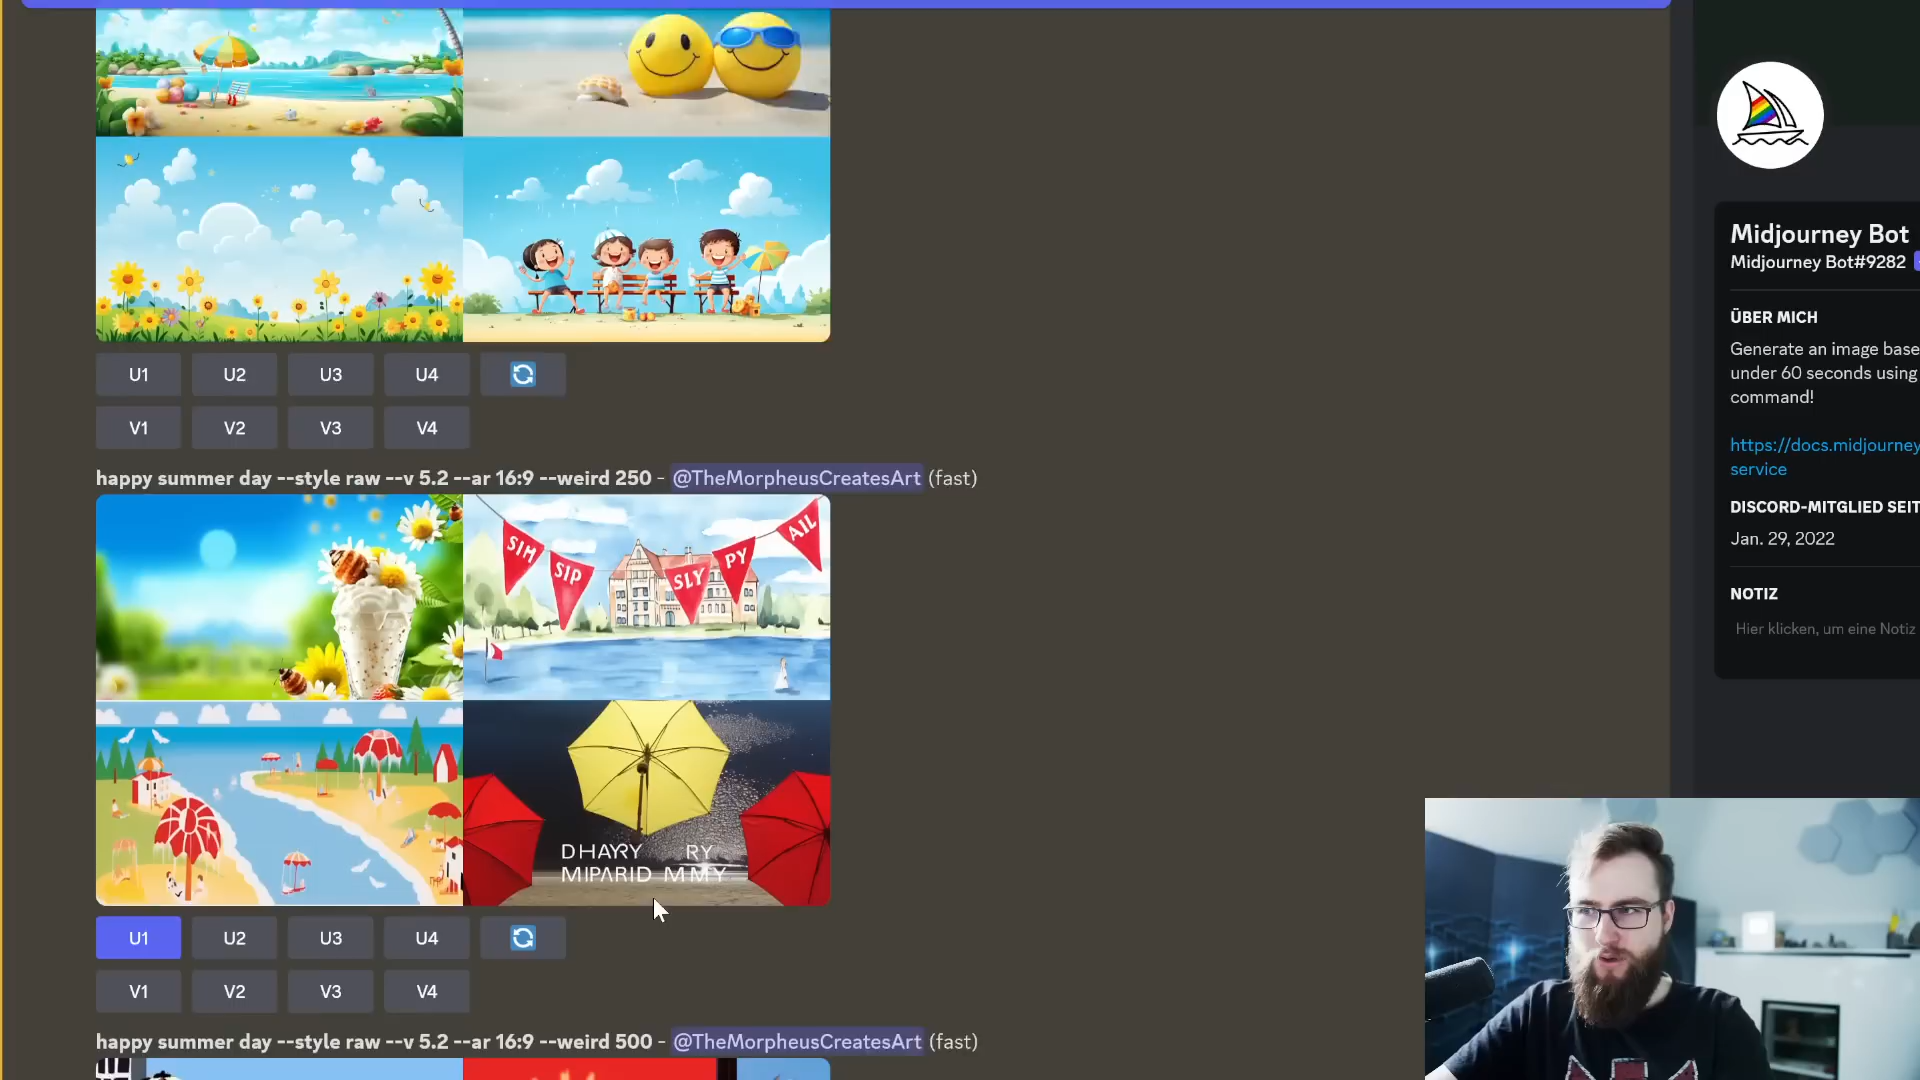 U1 U2 U3 U4
V1 V2 V3 V4
happy summer day --style raw --v 5.2 --ar 16:9 --weird 250 - @TheMorpheusCreatesArt (fast)
SIM SIP SLY PY AIL
DHAYRY RY
MIPARID MMY
U1 U2 U3 U4
V1 V2 V3 V4
happy summer day --style raw --v 5.2 --ar 16:9 --weird 500 - @TheMorpheusCreatesArt (fast)
Midjourney Bot
Midjourney Bot#9282
ÜBER MICH
Generate an image base
under 60 seconds using
command!
https://docs.midjourney
service
DISCORD-MITGLIED SEIT
Jan. 29, 2022
NOTIZ
Hier klicken, um eine Notiz